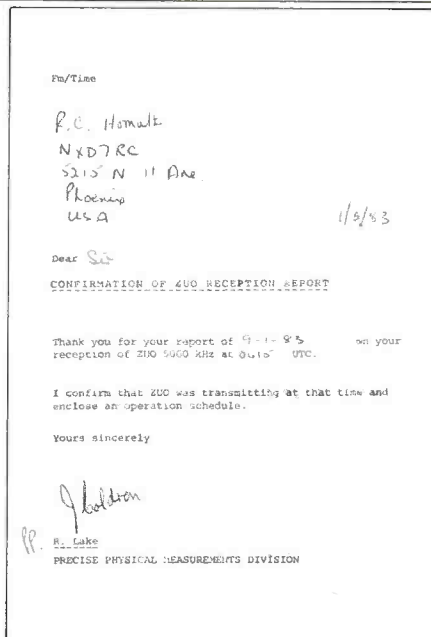 Fm/Time
R.C. Homuth
NXD7RC
5215 N 11 Ave
Phoenix
USA
1/5/83
Dear Sir
CONFIRMATION OF ZUO RECEPTION REPORT
Thank you for your report of 9-1-83 on your
reception of ZUO 5000 kHz at 0415 UTC.
I confirm that ZUO was transmitting at that time and
enclose an operation schedule.
Yours sincerely
pp.
R. Lake
PRECISE PHYSICAL MEASUREMENTS DIVISION